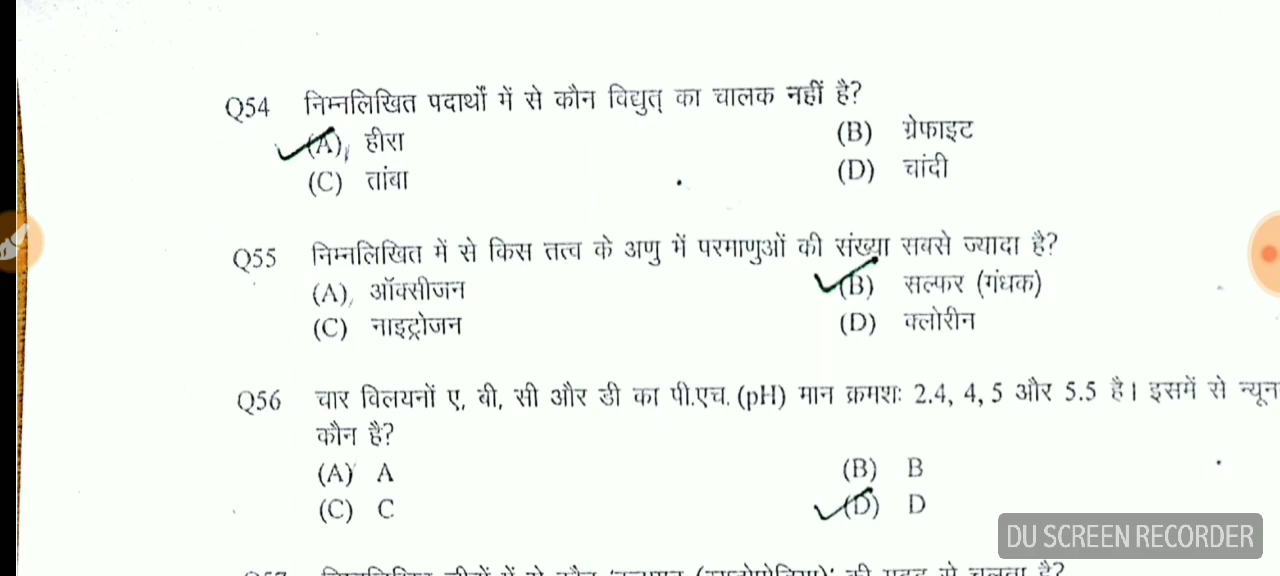 Q54 निम्नलिखित पदार्थों में से कौन विद्युत् का चालक नहीं है?
(A) हीरा (B) ग्रेफाइट
(C) तांबा (D) चांदी
Q55 निम्नलिखित में से किस तत्व के अणु में परमाणुओं की संख्या सबसे ज्यादा है?
(A) ऑक्सीजन (B) सल्फर (गंधक)
(C) नाइट्रोजन (D) क्लोरीन
Q56 चार विलयनों ए, बी, सी और डी का पी.एच. (pH) मान क्रमशः 2.4, 4, 5 और 5.5 है। इसमें से न्यून
कौन है?
(A) A (B) B
(C) C (D) D
DU SCREEN RECORDER